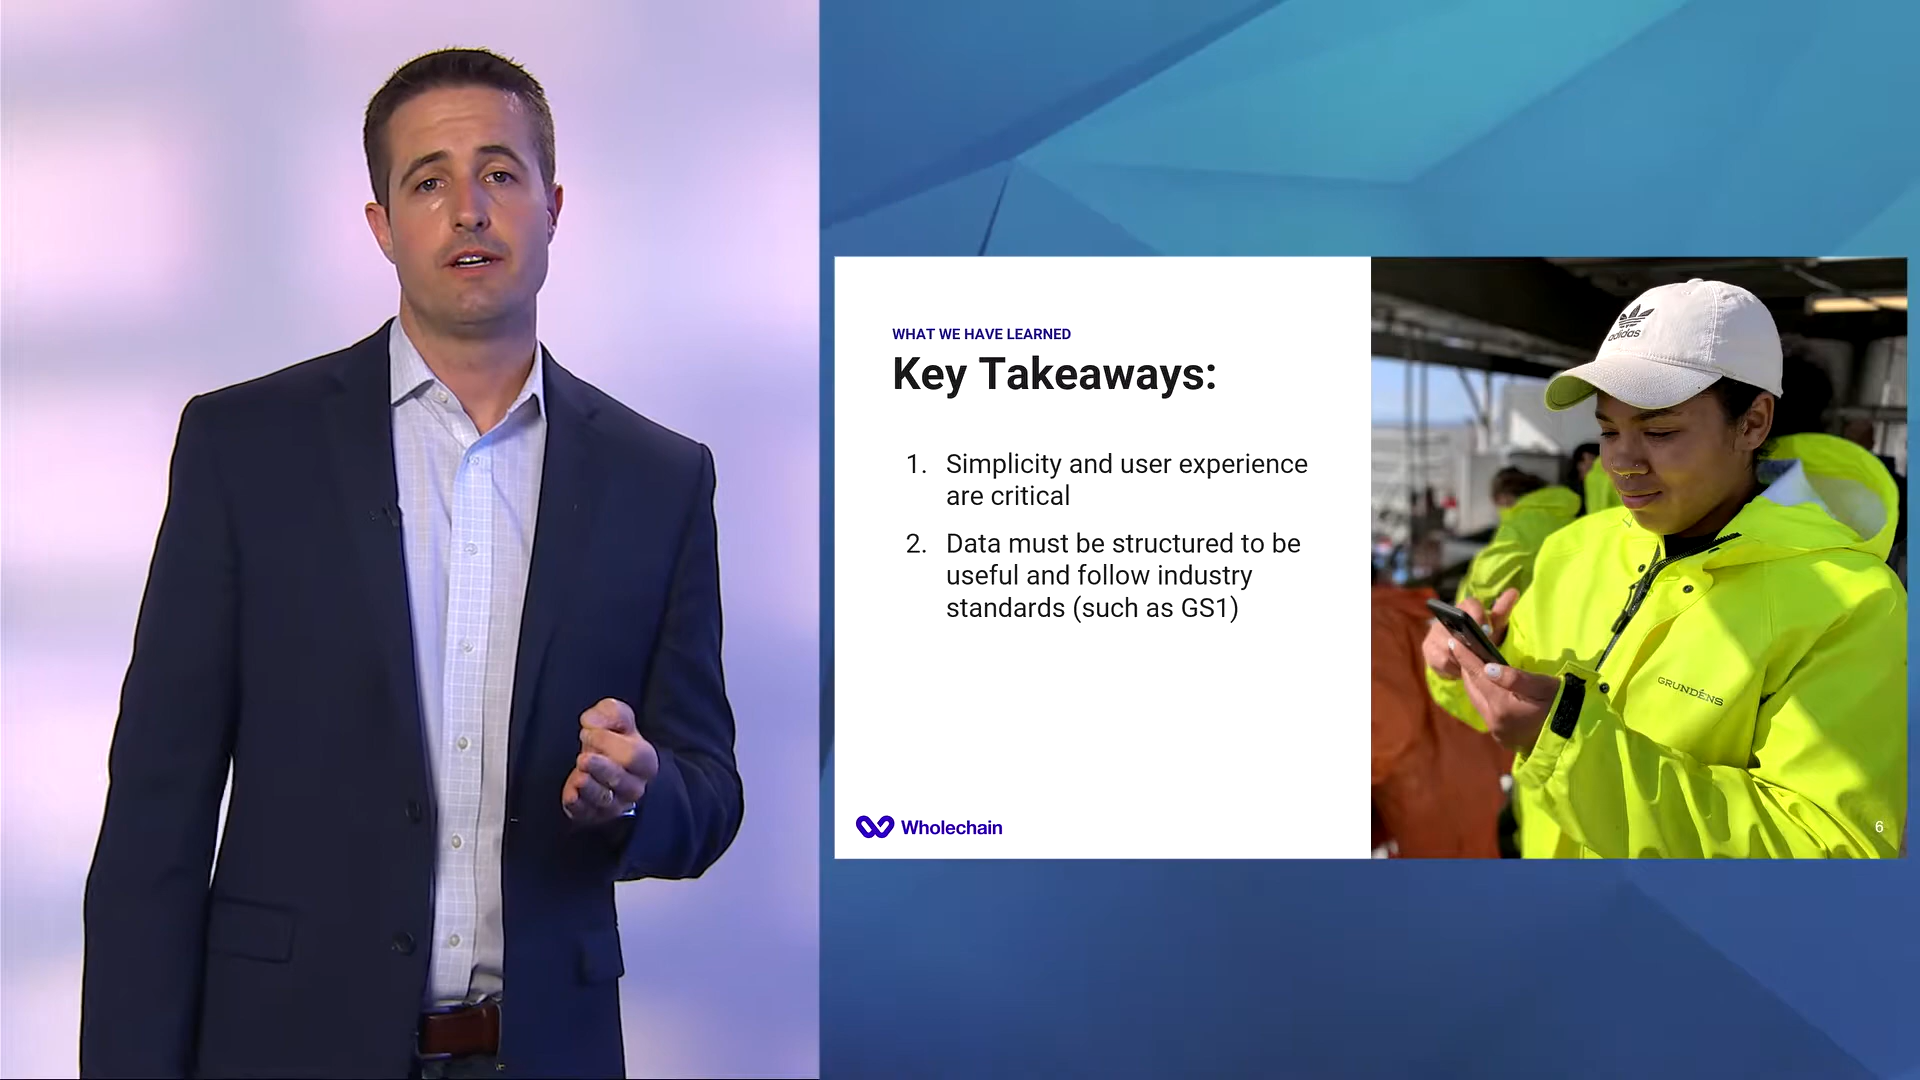 WHAT WE HAVE LEARNED
Key Takeaways:
1. Simplicity and user experience
are critical
2. Data must be structured to be
useful and follow industry
standards (such as GS1)
Wholechain
adidas
GRUNDÉNS
6